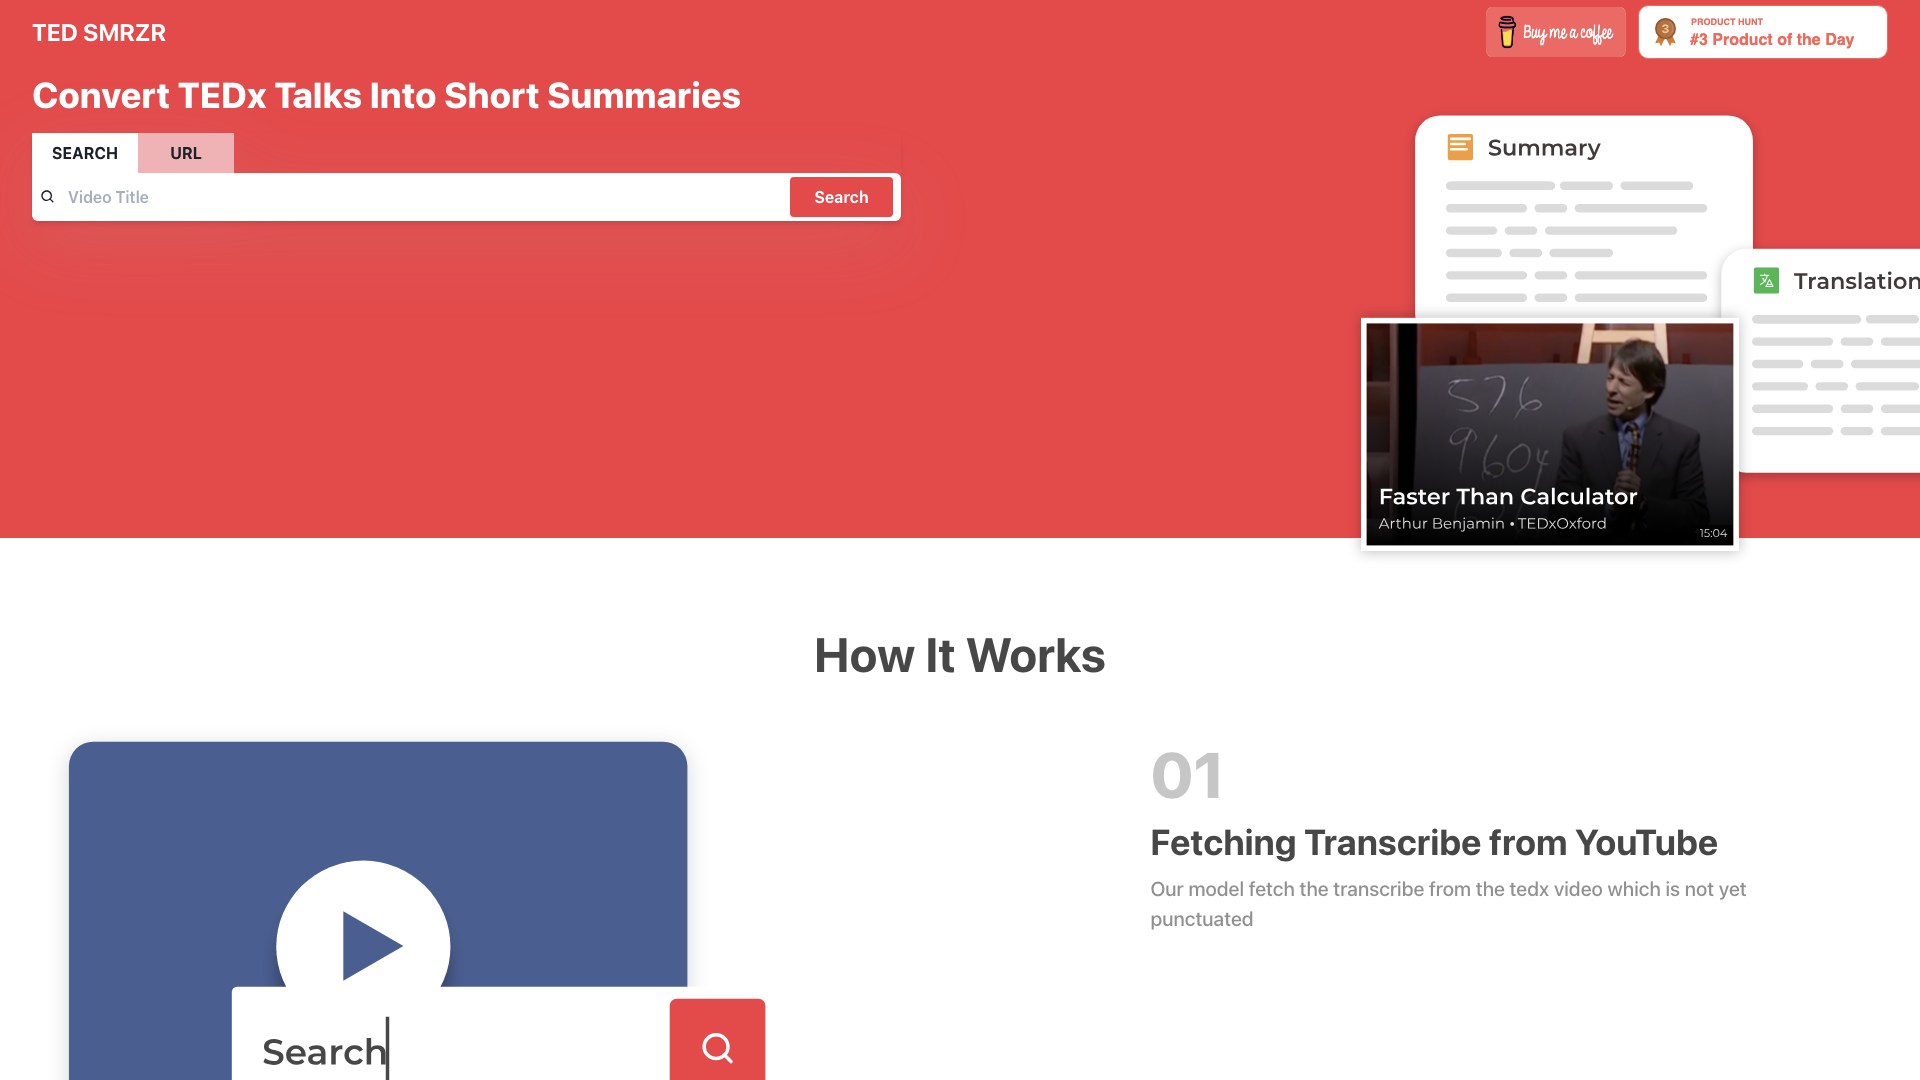 TED SMRZR
Buy me a coffee
3
PRODUCT HUNT
#3 Product of the Day
Convert TEDx Talks Into Short Summaries
SEARCH
URL
Video Title
Search
Summary
Translation
576
9604
Faster Than Calculator
Arthur Benjamin • TEDxOxford
15:04
How It Works
01
Fetching Transcribe from YouTube
Our model fetch the transcribe from the tedx video which is not yet
punctuated
Search